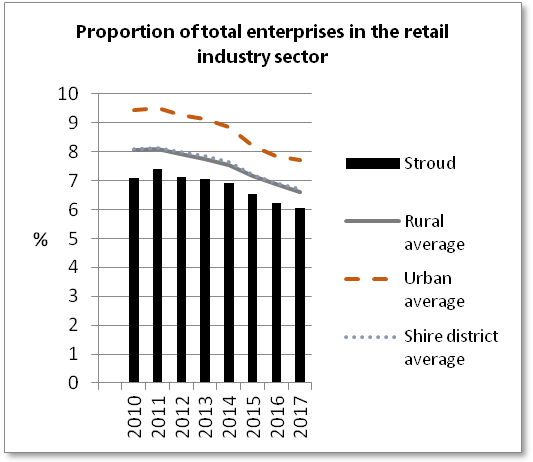 Proportion of total enterprises in the retail
industry sector
10
9
8
7
6
5
4
3
2
1
0
%
2010
2011
2012
2013
2014
2015
2016
2017
Stroud
Rural
average
Urban
average
Shire district
average